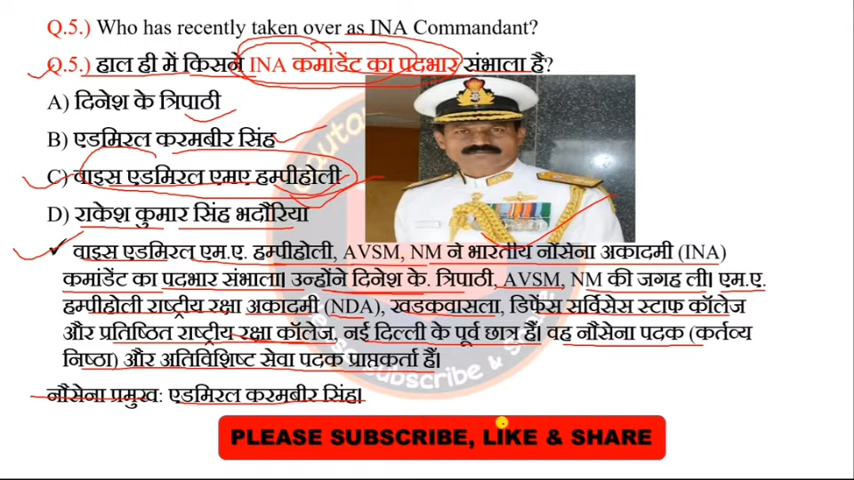 Q.5.) Who has recently taken over as INA Commandant?
Q.5.) हाल ही में किसने INA कमांडेंट का पदभार संभाला है?
A) दिनेश के त्रिपाठी
B) एडमिरल करमबीर सिंह
C) वाइस एडमिरल एमए हम्पीहोली
D) राकेश कुमार सिंह भदौरिया
✔ वाइस एडमिरल एम.ए. हम्पीहोली, AVSM, NM ने भारतीय नौसेना अकादमी (INA)
कमांडेंट का पदभार संभाला। उन्होंने दिनेश के. त्रिपाठी, AVSM, NM की जगह ली। एम.ए.
हम्पीहोली राष्ट्रीय रक्षा अकादमी (NDA), खडकवासला, डिफेंस सर्विसेस स्टाफ कॉलेज
और प्रतिष्ठित राष्ट्रीय रक्षा कॉलेज, नई दिल्ली के पूर्व छात्र हैं। वह नौसेना पदक (कर्तव्य
निष्ठा) और अतिविशिष्ट सेवा पदक प्राप्तकर्ता हैं।
नौसेना प्रमुख: एडमिरल करमबीर सिंह।
PLEASE SUBSCRIBE, LIKE & SHARE